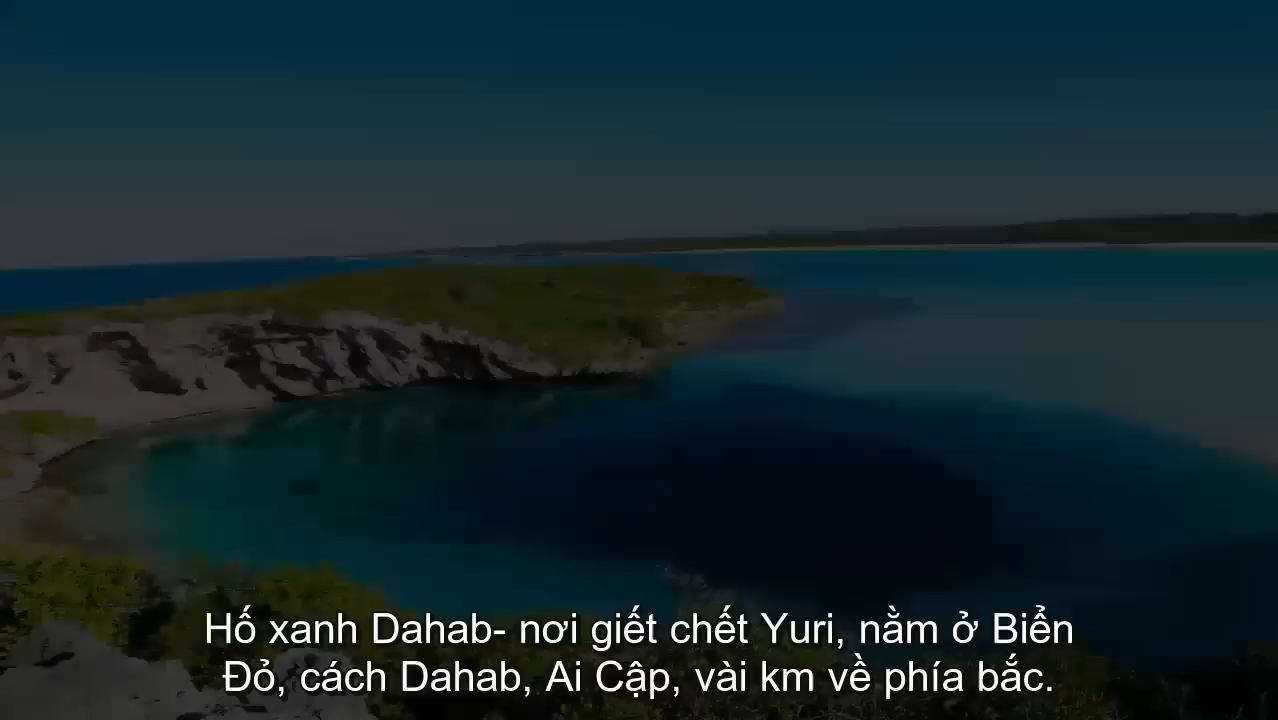 Hố xanh Dahab- nơi giết chết Yuri, nằm ở Biển
Đỏ, cách Dahab, Ai Cập, vài km về phía bắc.